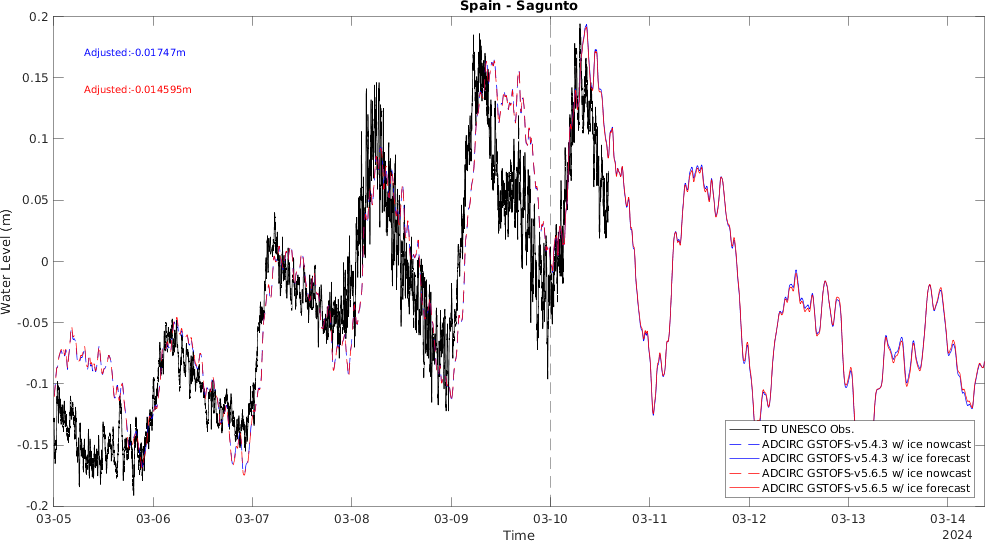 Spain - Sagunto
0.2
0.15
0.1
0.05
0
-0.05
-0.1
-0.15
-0.2
Water Level (m)
Adjusted:-0.01747m
Adjusted:-0.014595m
TD UNESCO Obs.
ADCIRC GSTOFS-v5.4.3 w/ ice nowcast
ADCIRC GSTOFS-v5.4.3 w/ ice forecast
ADCIRC GSTOFS-v5.6.5 w/ ice nowcast
ADCIRC GSTOFS-v5.6.5 w/ ice forecast
03-05 03-06 03-07 03-08 03-09 03-10 03-11 03-12 03-13 03-14
Time
2024